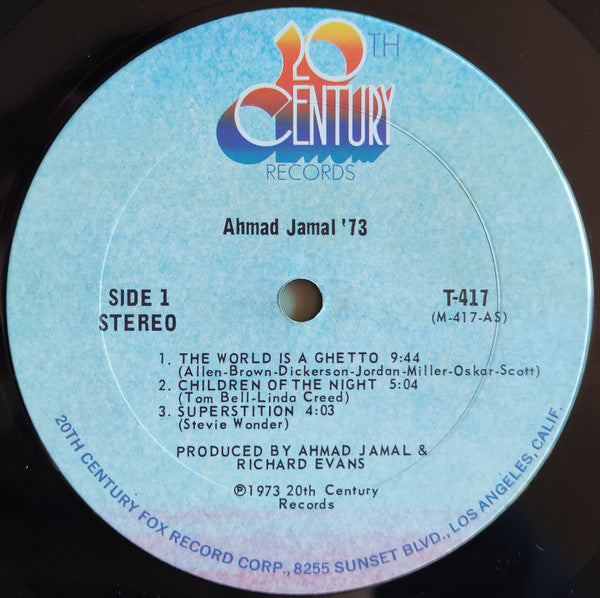 20TH
CENTURY
RECORDS
Ahmad Jamal '73
SIDE 1
STEREO
T-417
(M-417-AS)
1. THE WORLD IS A GHETTO 9:44
(Allen-Brown-Dickerson-Jordan-Miller-Oskar-Scott)
2. CHILDREN OF THE NIGHT 5:04
(Tom Bell-Linda Creed)
3. SUPERSTITION 4:03
(Stevie Wonder)
PRODUCED BY AHMAD JAMAL &
RICHARD EVANS
℗1973 20th Century
Records
20TH CENTURY FOX RECORD CORP., 8255 SUNSET BLVD., LOS ANGELES, CALIF.